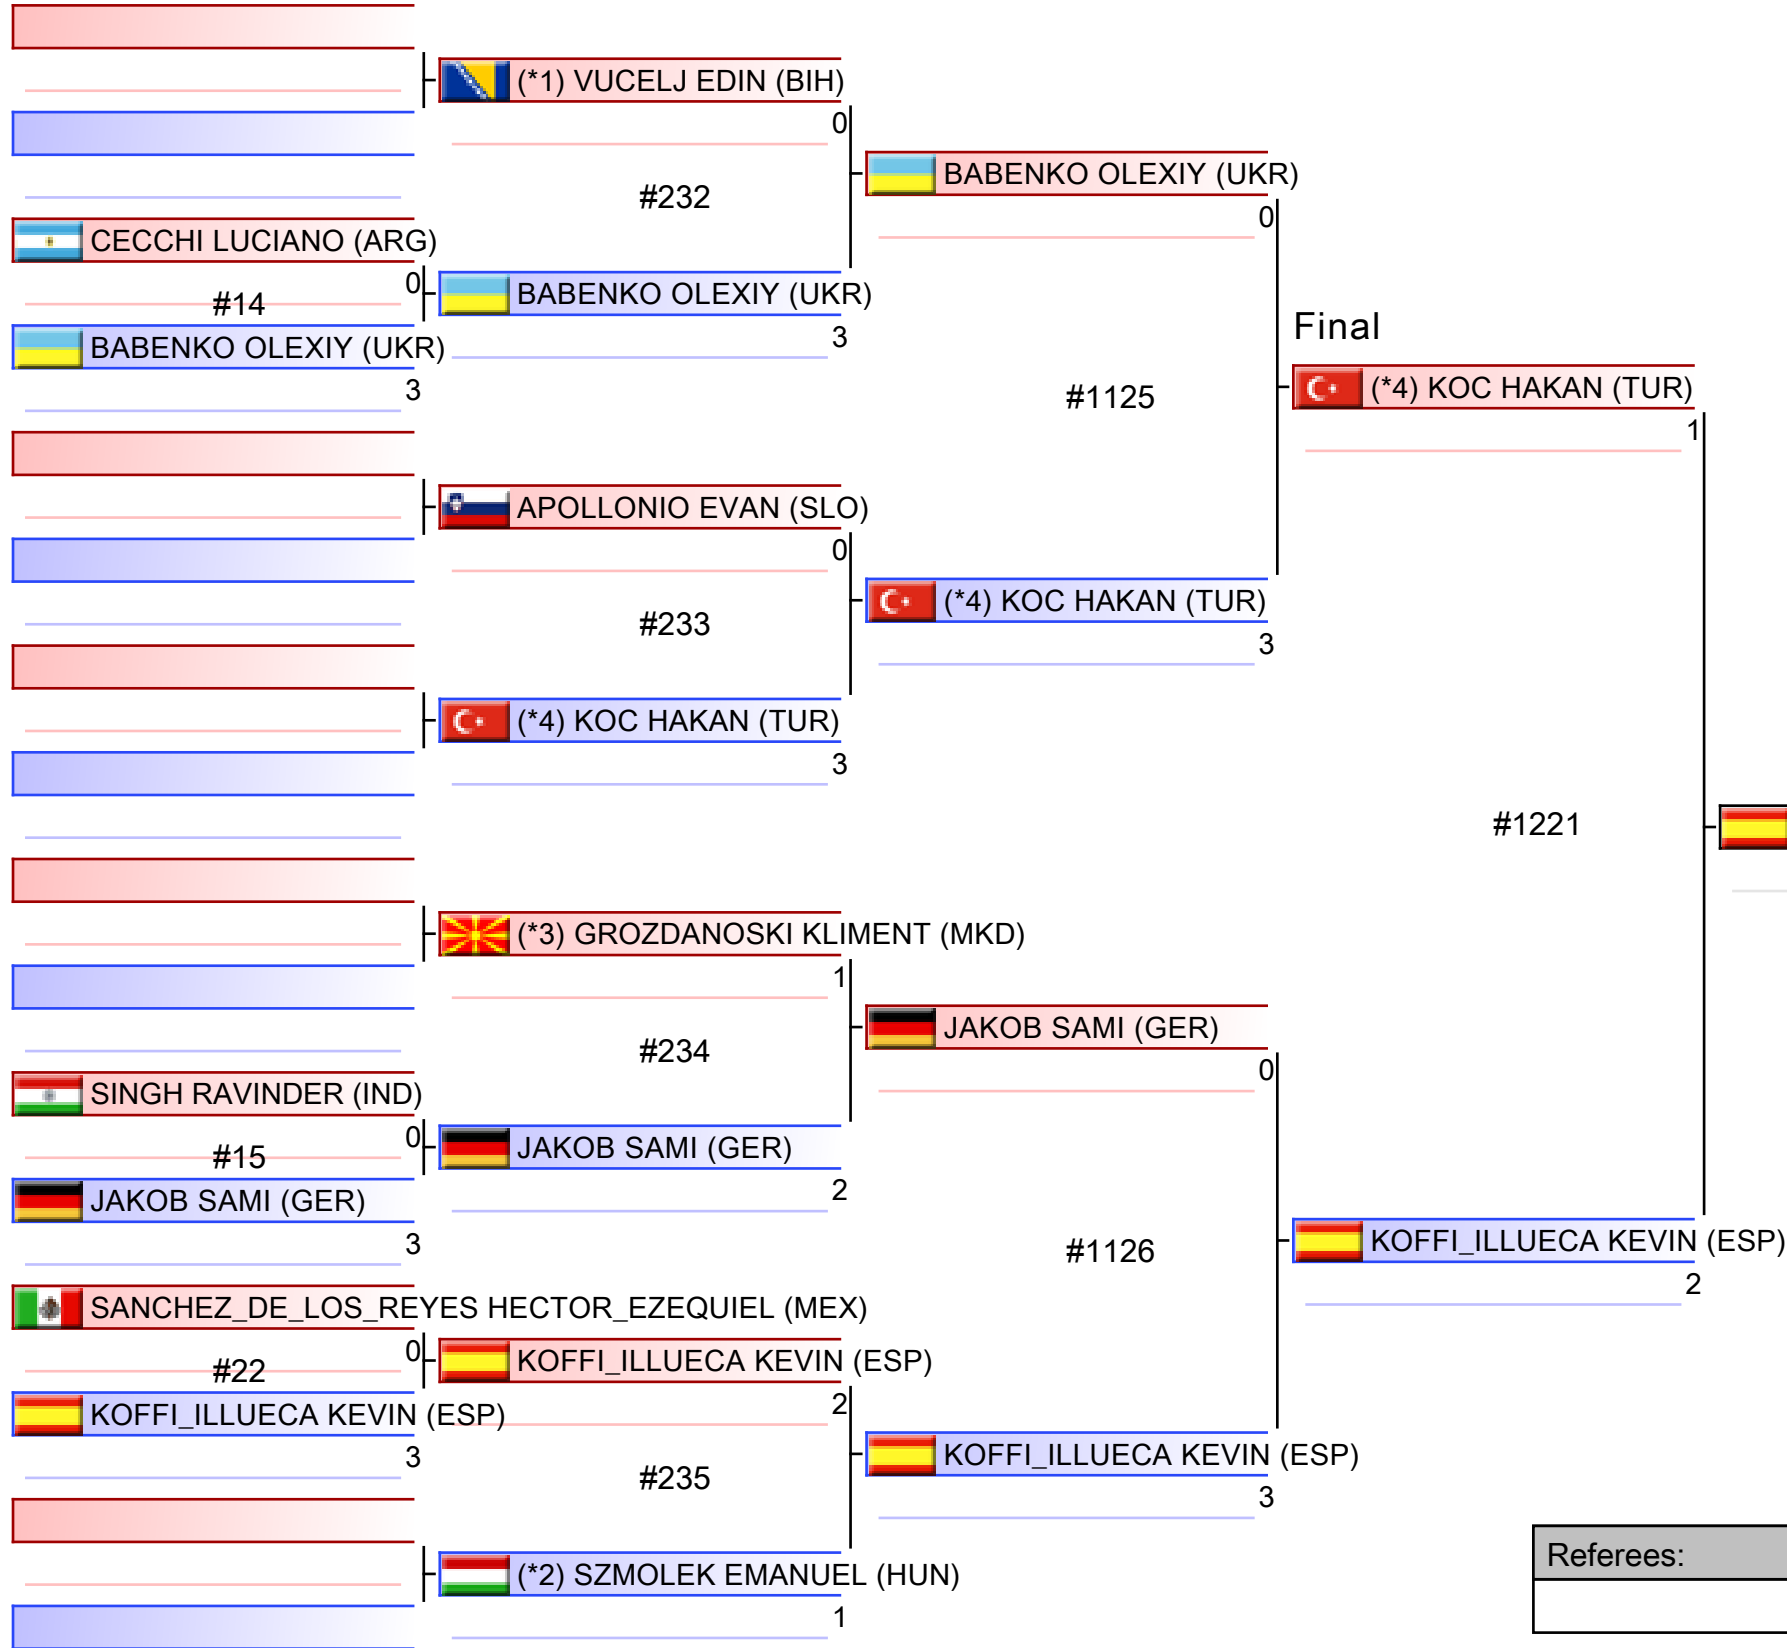 (*1) VUCELJ EDIN (BIH)
0
BABENKO OLEXIY (UKR)
#232
0
CECCHI LUCIANO (ARG)
0
#14
BABENKO OLEXIY (UKR)
3
BABENKO OLEXIY (UKR)
3
Final
(*4) KOC HAKAN (TUR)
1
#1125
APOLLONIO EVAN (SLO)
0
(*4) KOC HAKAN (TUR)
3
#233
(*4) KOC HAKAN (TUR)
3
#1221
(*3) GROZDANOSKI KLIMENT (MKD)
1
JAKOB SAMI (GER)
0
#234
SINGH RAVINDER (IND)
0
#15
JAKOB SAMI (GER)
2
JAKOB SAMI (GER)
3
#1126
KOFFI_ILLUECA KEVIN (ESP)
2
SANCHEZ_DE_LOS_REYES HECTOR_EZEQUIEL (MEX)
0
#22
KOFFI_ILLUECA KEVIN (ESP)
2
KOFFI_ILLUECA KEVIN (ESP)
3
KOFFI_ILLUECA KEVIN (ESP)
3
#235
(*2) SZMOLEK EMANUEL (HUN)
1
Referees: